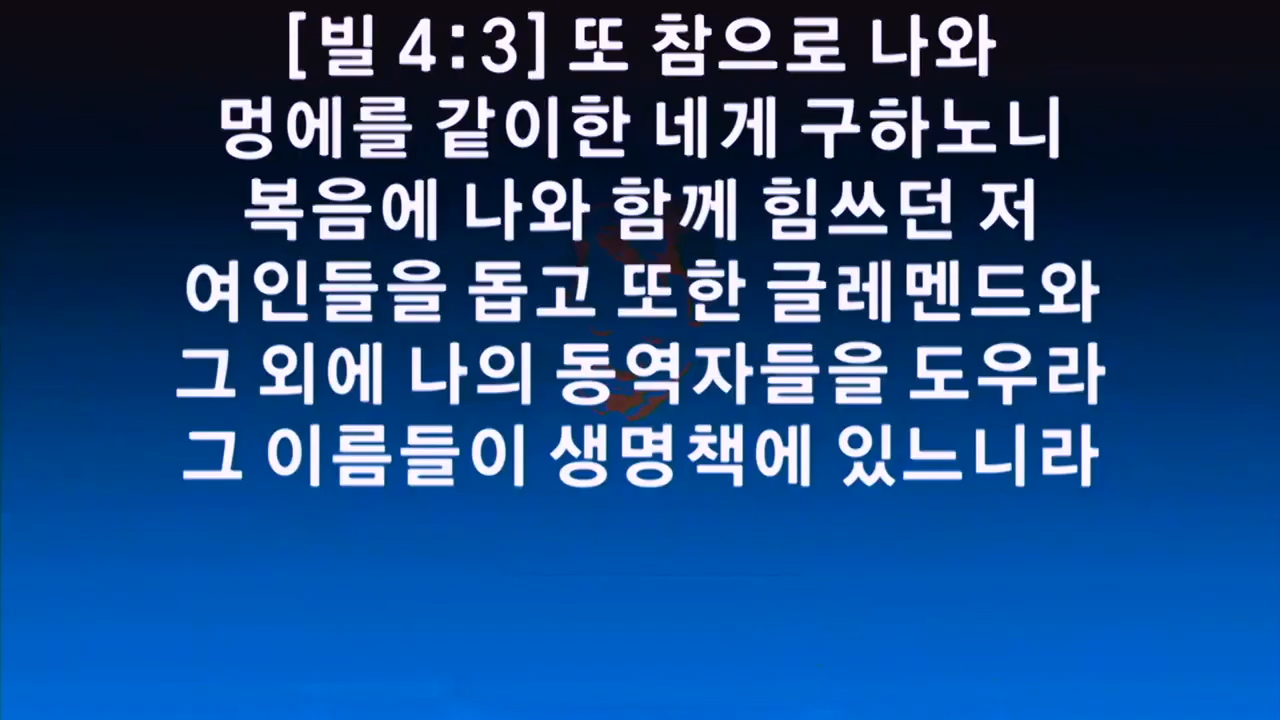 [빌 4:3] 또 참으로 나와
멍에를 같이한 네게 구하노니
복음에 나와 함께 힘쓰던 저
여인들을 돕고 또한 글레멘드와
그 외에 나의 동역자들을 도우라
그 이름들이 생명책에 있느니라